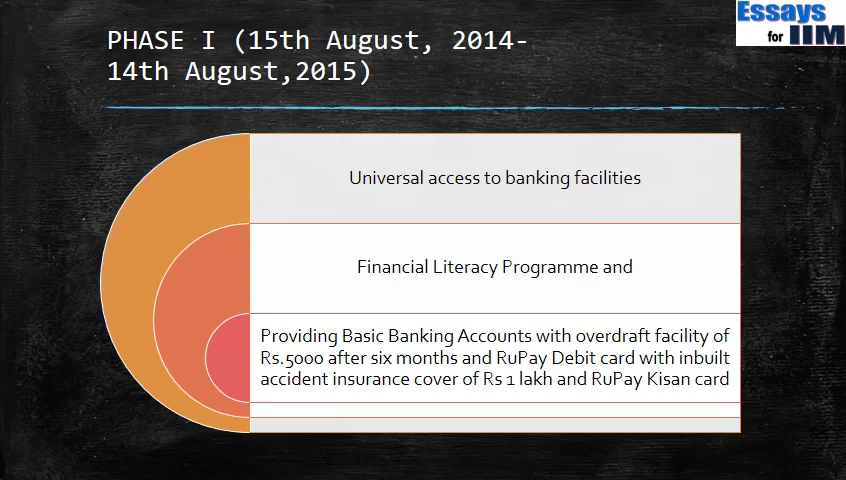 Essays
for IIM
PHASE I (15th August, 2014-
14th August,2015)
Universal access to banking facilities
Financial Literacy Programme and
Providing Basic Banking Accounts with overdraft facility of
Rs.5000 after six months and RuPay Debit card with inbuilt
accident insurance cover of Rs 1 lakh and RuPay Kisan card